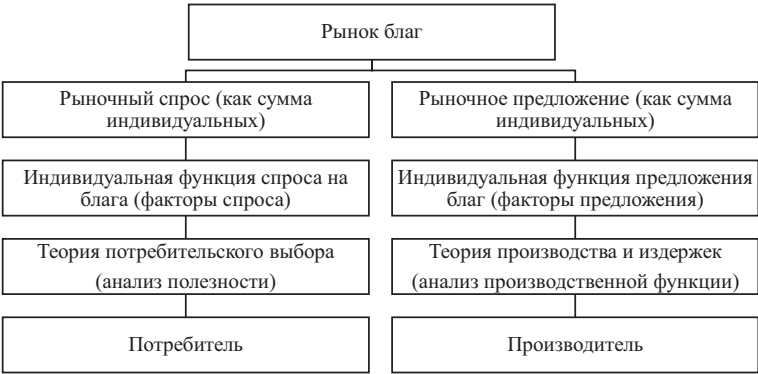 Рынок благ
Рыночный спрос (как сумма
индивидуальных)
Рыночное предложение (как сумма
индивидуальных)
Индивидуальная функция спроса на
блага (факторы спроса)
Индивидуальная функция предложения
благ (факторы предложения)
Теория потребительского выбора
(анализ полезности)
Теория производства и издержек
(анализ производственной функции)
Потребитель
Производитель